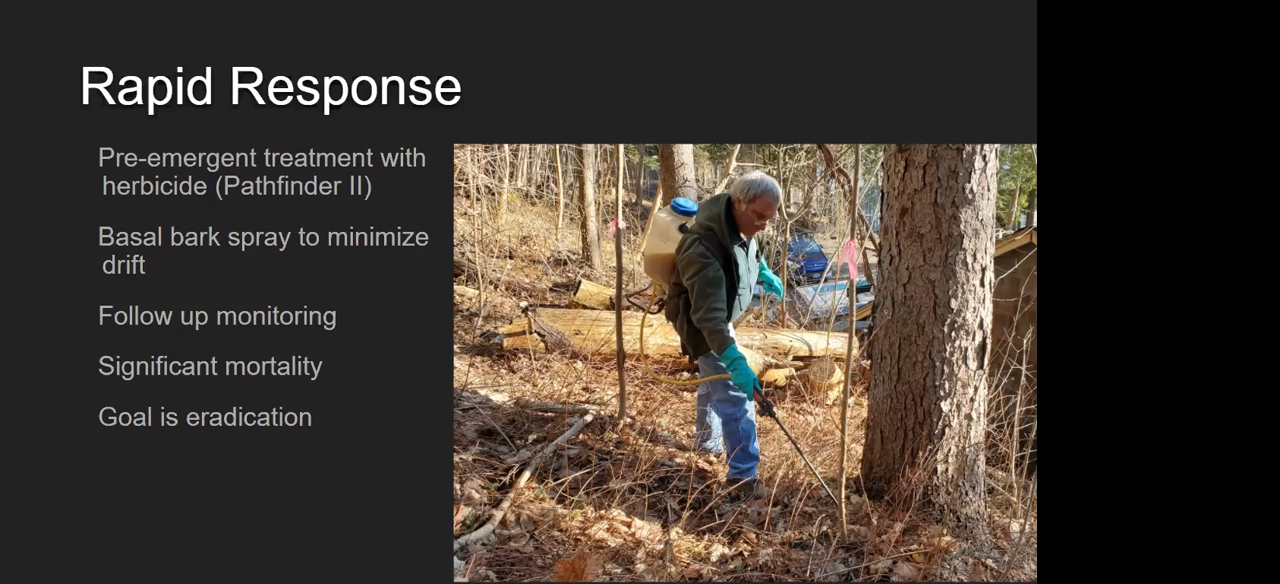 Rapid Response
Pre-emergent treatment with
herbicide (Pathfinder II)
Basal bark spray to minimize
drift
Follow up monitoring
Significant mortality
Goal is eradication